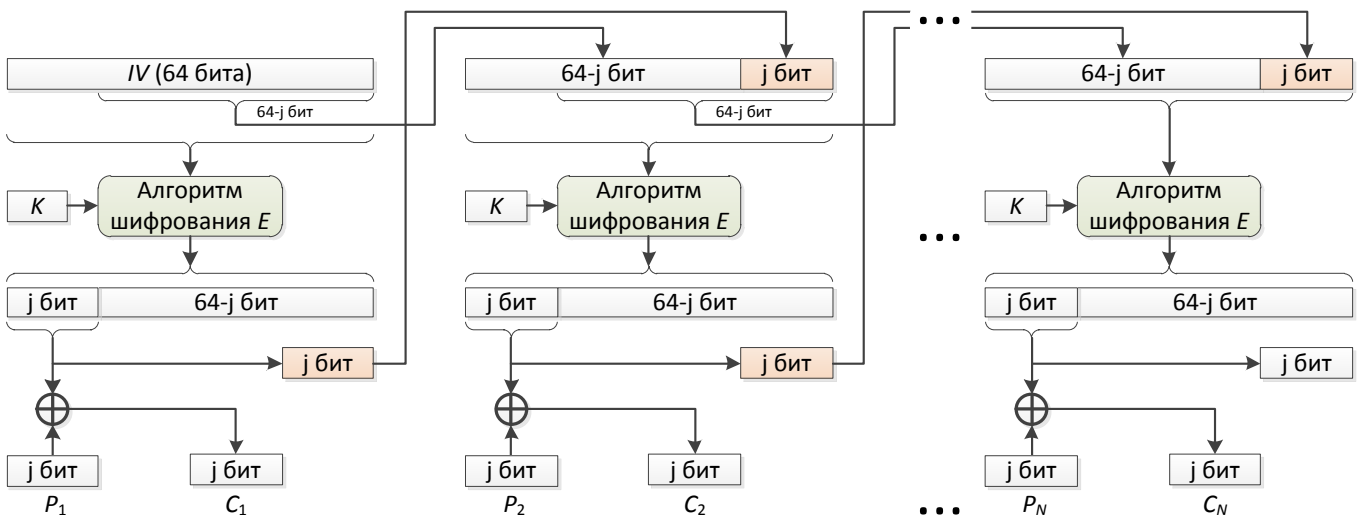 ...
IV (64 бита)
64-j бит
j бит
64-j бит
j бит
64-j бит
64-j бит
K
Алгоритм
шифрования E
K
Алгоритм
шифрования E
...
K
Алгоритм
шифрования E
j бит
64-j бит
j бит
64-j бит
j бит
64-j бит
j бит
j бит
j бит
j бит
j бит
j бит
j бит
j бит
j бит
P1
C1
P2
C2
...
PN
CN